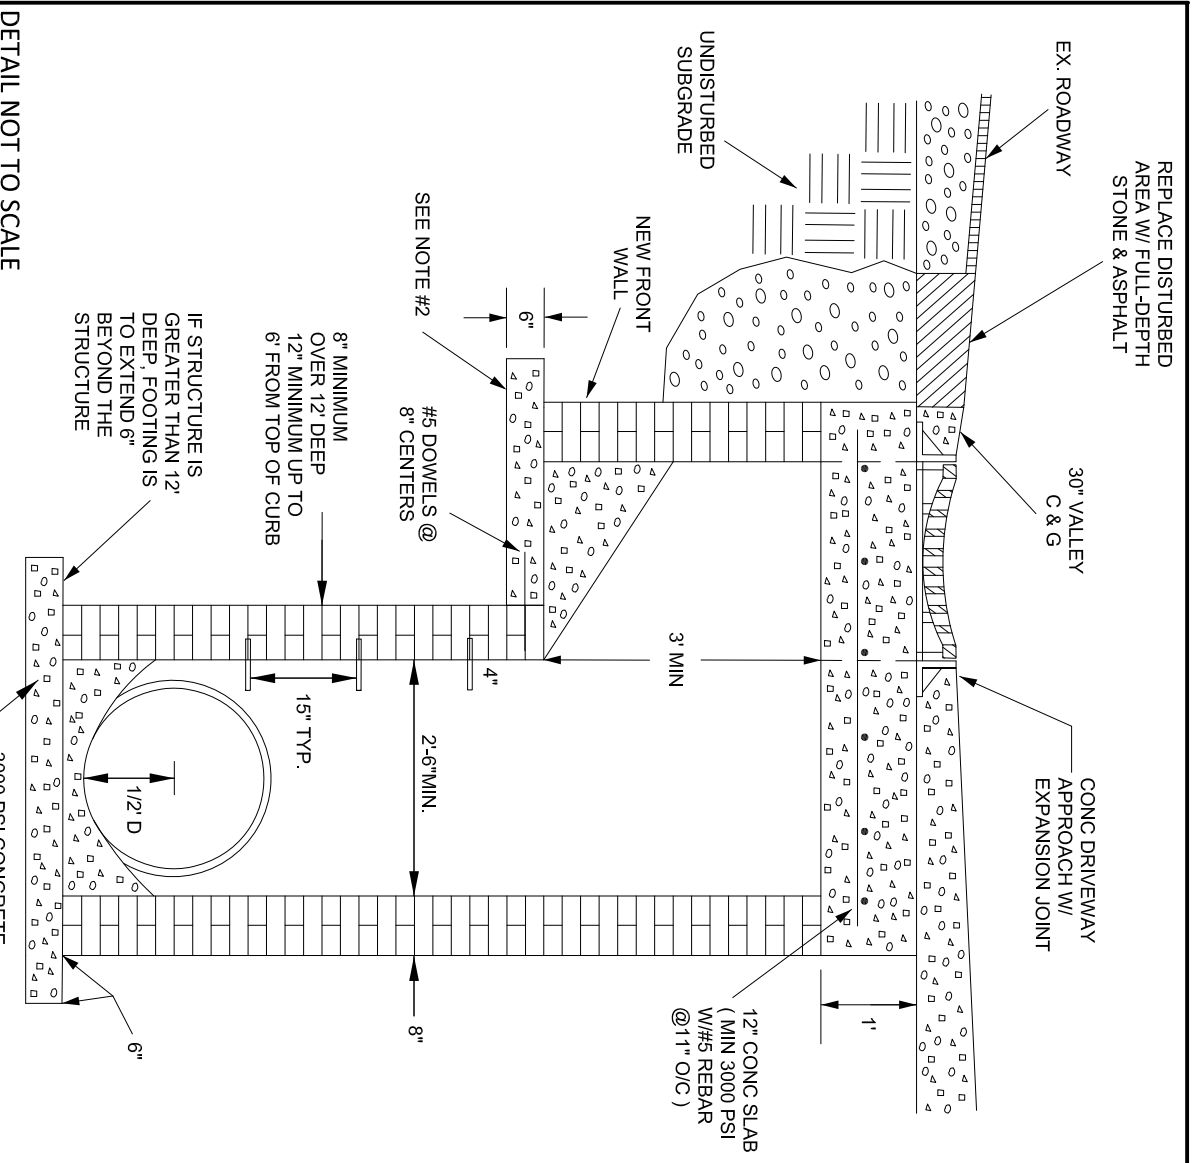 REPLACE DISTURBED
AREA W/ FULL-DEPTH
STONE & ASPHALT
EX. ROADWAY
30" VALLEY
C & G
CONC DRIVEWAY
APPROACH W/
EXPANSION JOINT
UNDISTURBED
SUBGRADE
NEW FRONT
WALL
SEE NOTE #2
6"
3' MIN
1'
12" CONC SLAB
( MIN 3000 PSI
W/#5 REBAR
@11" O/C )
#5 DOWELS @
8" CENTERS
8" MINIMUM
OVER 12' DEEP
12" MINIMUM UP TO
6' FROM TOP OF CURB
4"
15" TYP.
2'-6"MIN.
8"
IF STRUCTURE IS
GREATER THAN 12'
DEEP, FOOTING IS
TO EXTEND 6"
BEYOND THE
STRUCTURE
1/2' D
6"
3000 PSI CONCRETE
DETAIL NOT TO SCALE